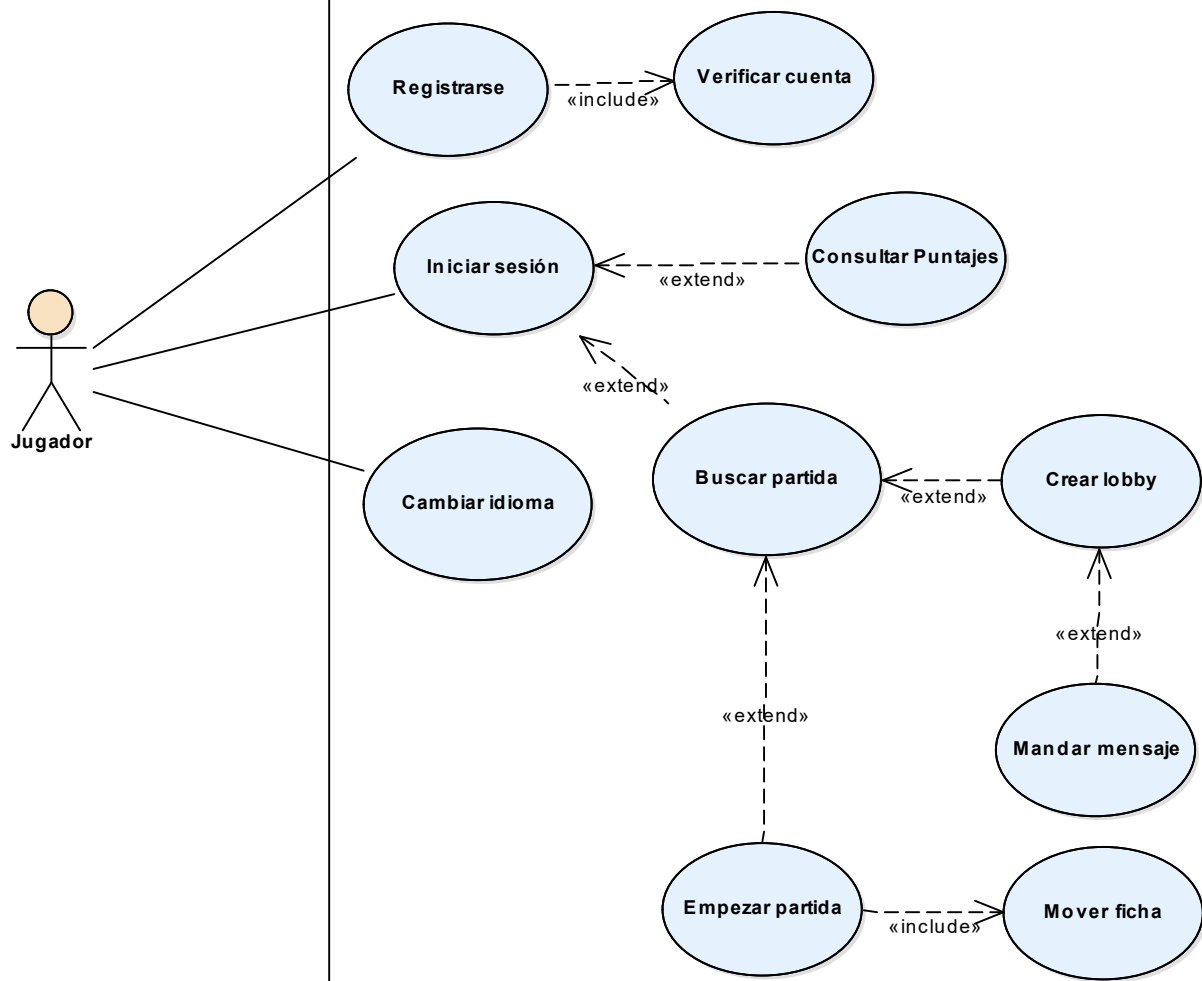 Registrarse
«include»
Verificar cuenta
Iniciar sesión
«extend»
Consultar Puntajes
«extend»
Jugador
Cambiar idioma
Buscar partida
«extend»
Crear lobby
«extend»
Mandar mensaje
«extend»
Empezar partida
«include»
Mover ficha